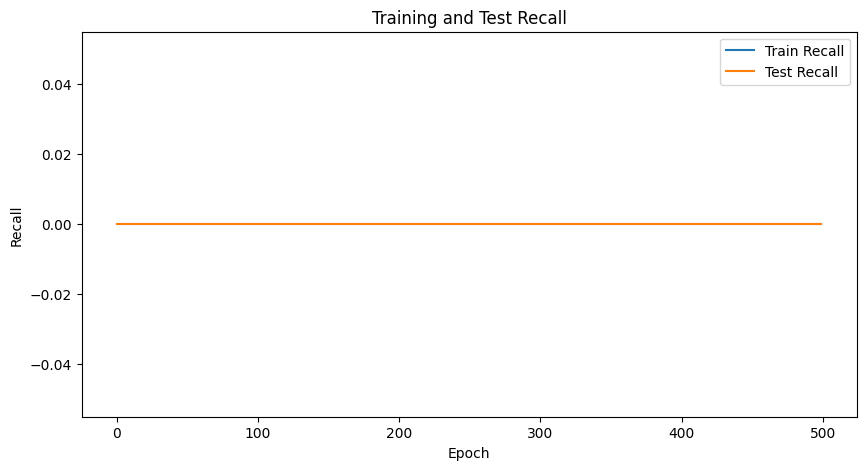 Training and Test Recall
Train Recall
Test Recall
0.04
0.02
0.00
−0.02
−0.04
Recall
0 100 200 300 400 500
Epoch